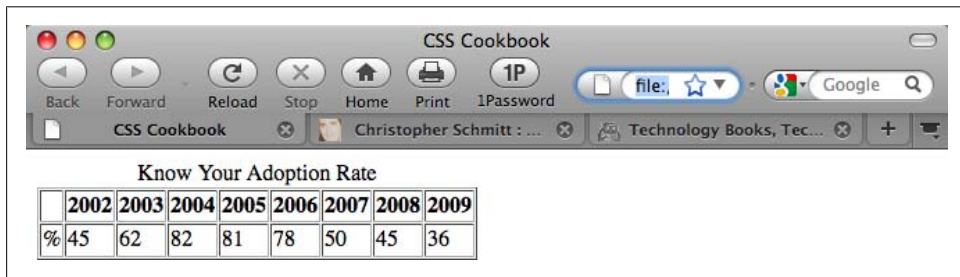 CSS Cookbook
1P
file:,
Google
Back Forward Reload Stop Home Print 1Password
CSS Cookbook Christopher Schmitt : ... Technology Books, Tec... +
Know Your Adoption Rate
2002 2003 2004 2005 2006 2007 2008 2009
% 45 62 82 81 78 50 45 36